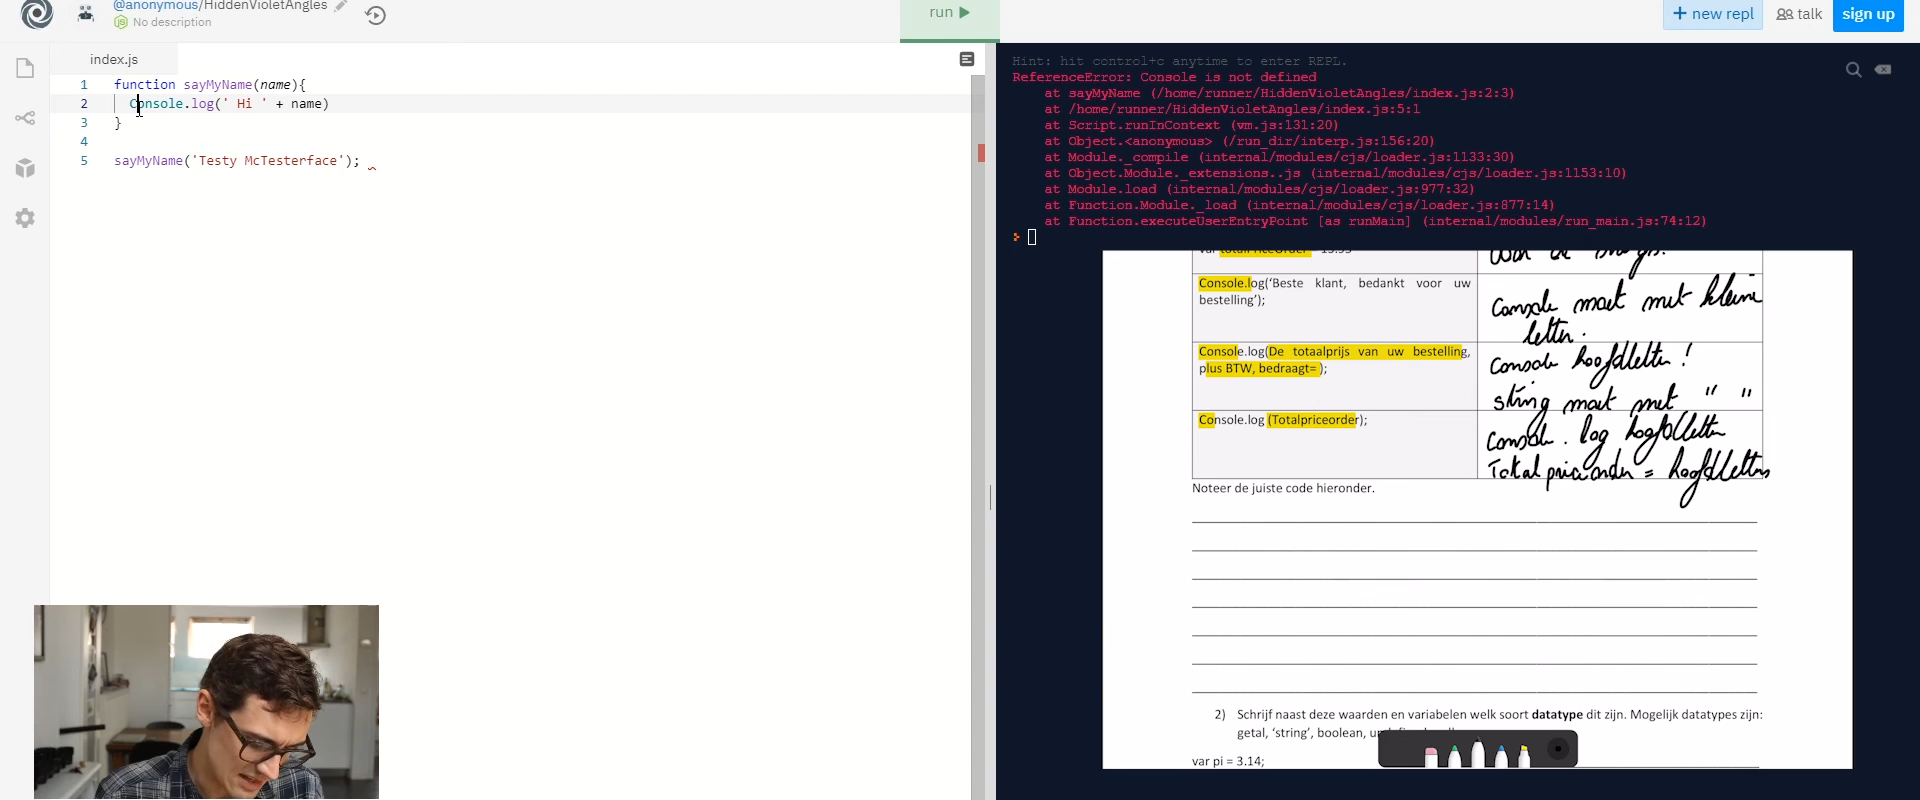 @anonymous/HiddenVioletAngles
No description
run
new repl
talk
sign up
index.js
1 function sayMyName(name){
2 Console.log(' Hi ' + name)
3 }
4
5 sayMyName('Testy McTesterface');
Hint: hit control+c anytime to enter REPL.
ReferenceError: Console is not defined
at sayMyName (/home/runner/HiddenVioletAngles/index.js:2:3)
at /home/runner/HiddenVioletAngles/index.js:5:1
at Script.runInContext (vm.js:131:20)
at Object.<anonymous> (/run_dir/interp.js:156:20)
at Module._compile (internal/modules/cjs/loader.js:1133:30)
at Object.Module._extensions..js (internal/modules/cjs/loader.js:1153:10)
at Module.load (internal/modules/cjs/loader.js:977:32)
at Function.Module._load (internal/modules/cjs/loader.js:877:14)
at Function.executeUserEntryPoint [as runMain] (internal/modules/run_main.js:74:12)
>
Console.log('Beste klant, bedankt voor uw
bestelling');
Console moet met kleine
letter.
Console.log(De totaalprijs van uw bestelling,
plus BTW, bedraagt= );
Console hoofdletter!
string moet met " "
Console.log (Totalpriceorder);
Console . log hoofdletter
Totalpriceorder = hoofdletters
Noteer de juiste code hieronder.
2) Schrijf naast deze waarden en variabelen welk soort datatype dit zijn. Mogelijk datatypes zijn:
getal, 'string', boolean,
var pi = 3.14;